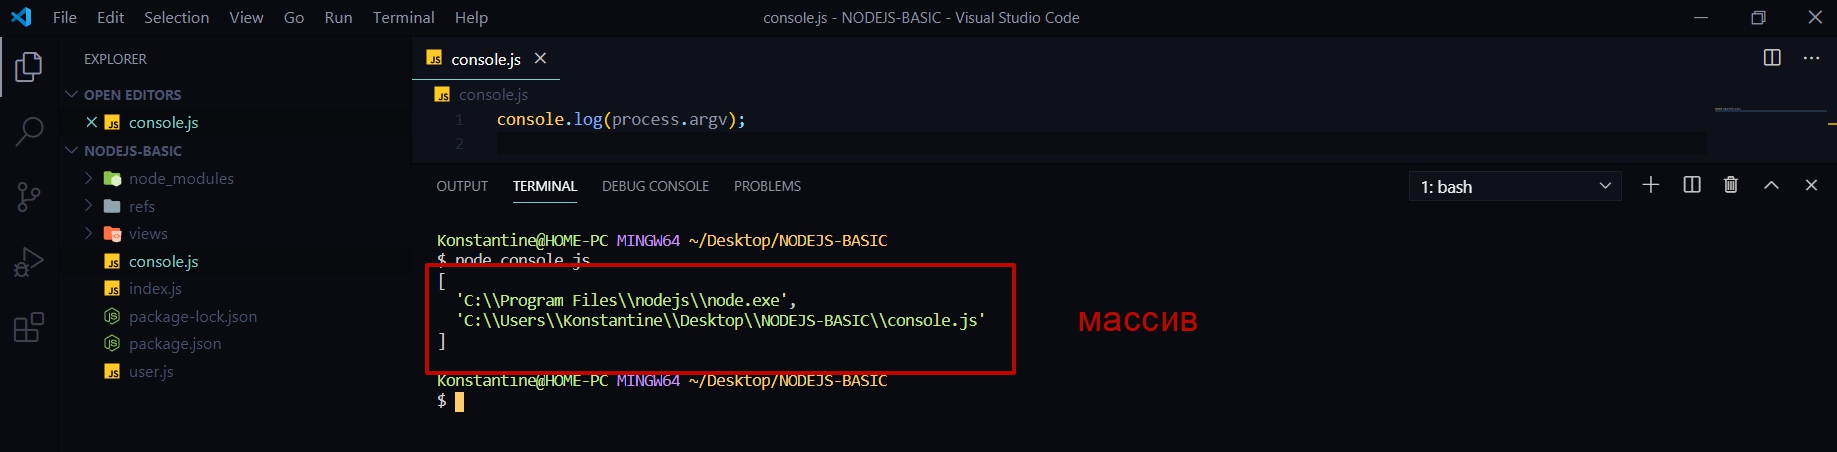 File Edit Selection View Go Run Terminal Help
console.js - NODEJS-BASIC - Visual Studio Code
EXPLORER
OPEN EDITORS
JS console.js
NODEJS-BASIC
node_modules
refs
views
JS console.js
JS index.js
package-lock.json
package.json
JS user.js
JS console.js
JS console.js
1 console.log(process.argv);
2
OUTPUT TERMINAL DEBUG CONSOLE PROBLEMS
1: bash
Konstantine@HOME-PC MINGW64 ~/Desktop/NODEJS-BASIC
$ node console.js
[
'C:\\Program Files\\nodejs\\node.exe',
'C:\\Users\\Konstantine\\Desktop\\NODEJS-BASIC\\console.js'
]
массив
Konstantine@HOME-PC MINGW64 ~/Desktop/NODEJS-BASIC
$